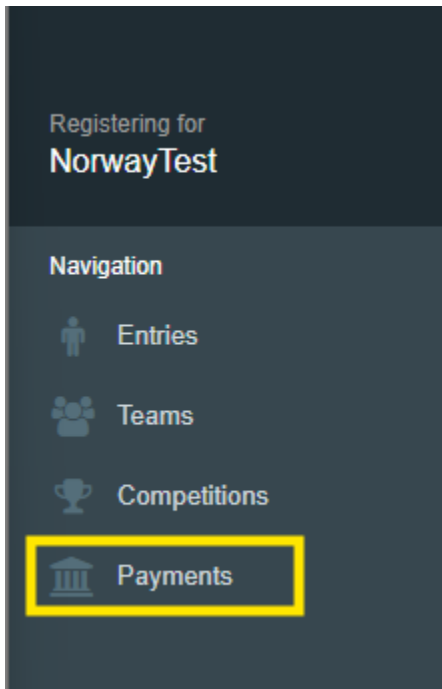 Registering for
NorwayTest
Navigation
Entries
Teams
Competitions
Payments